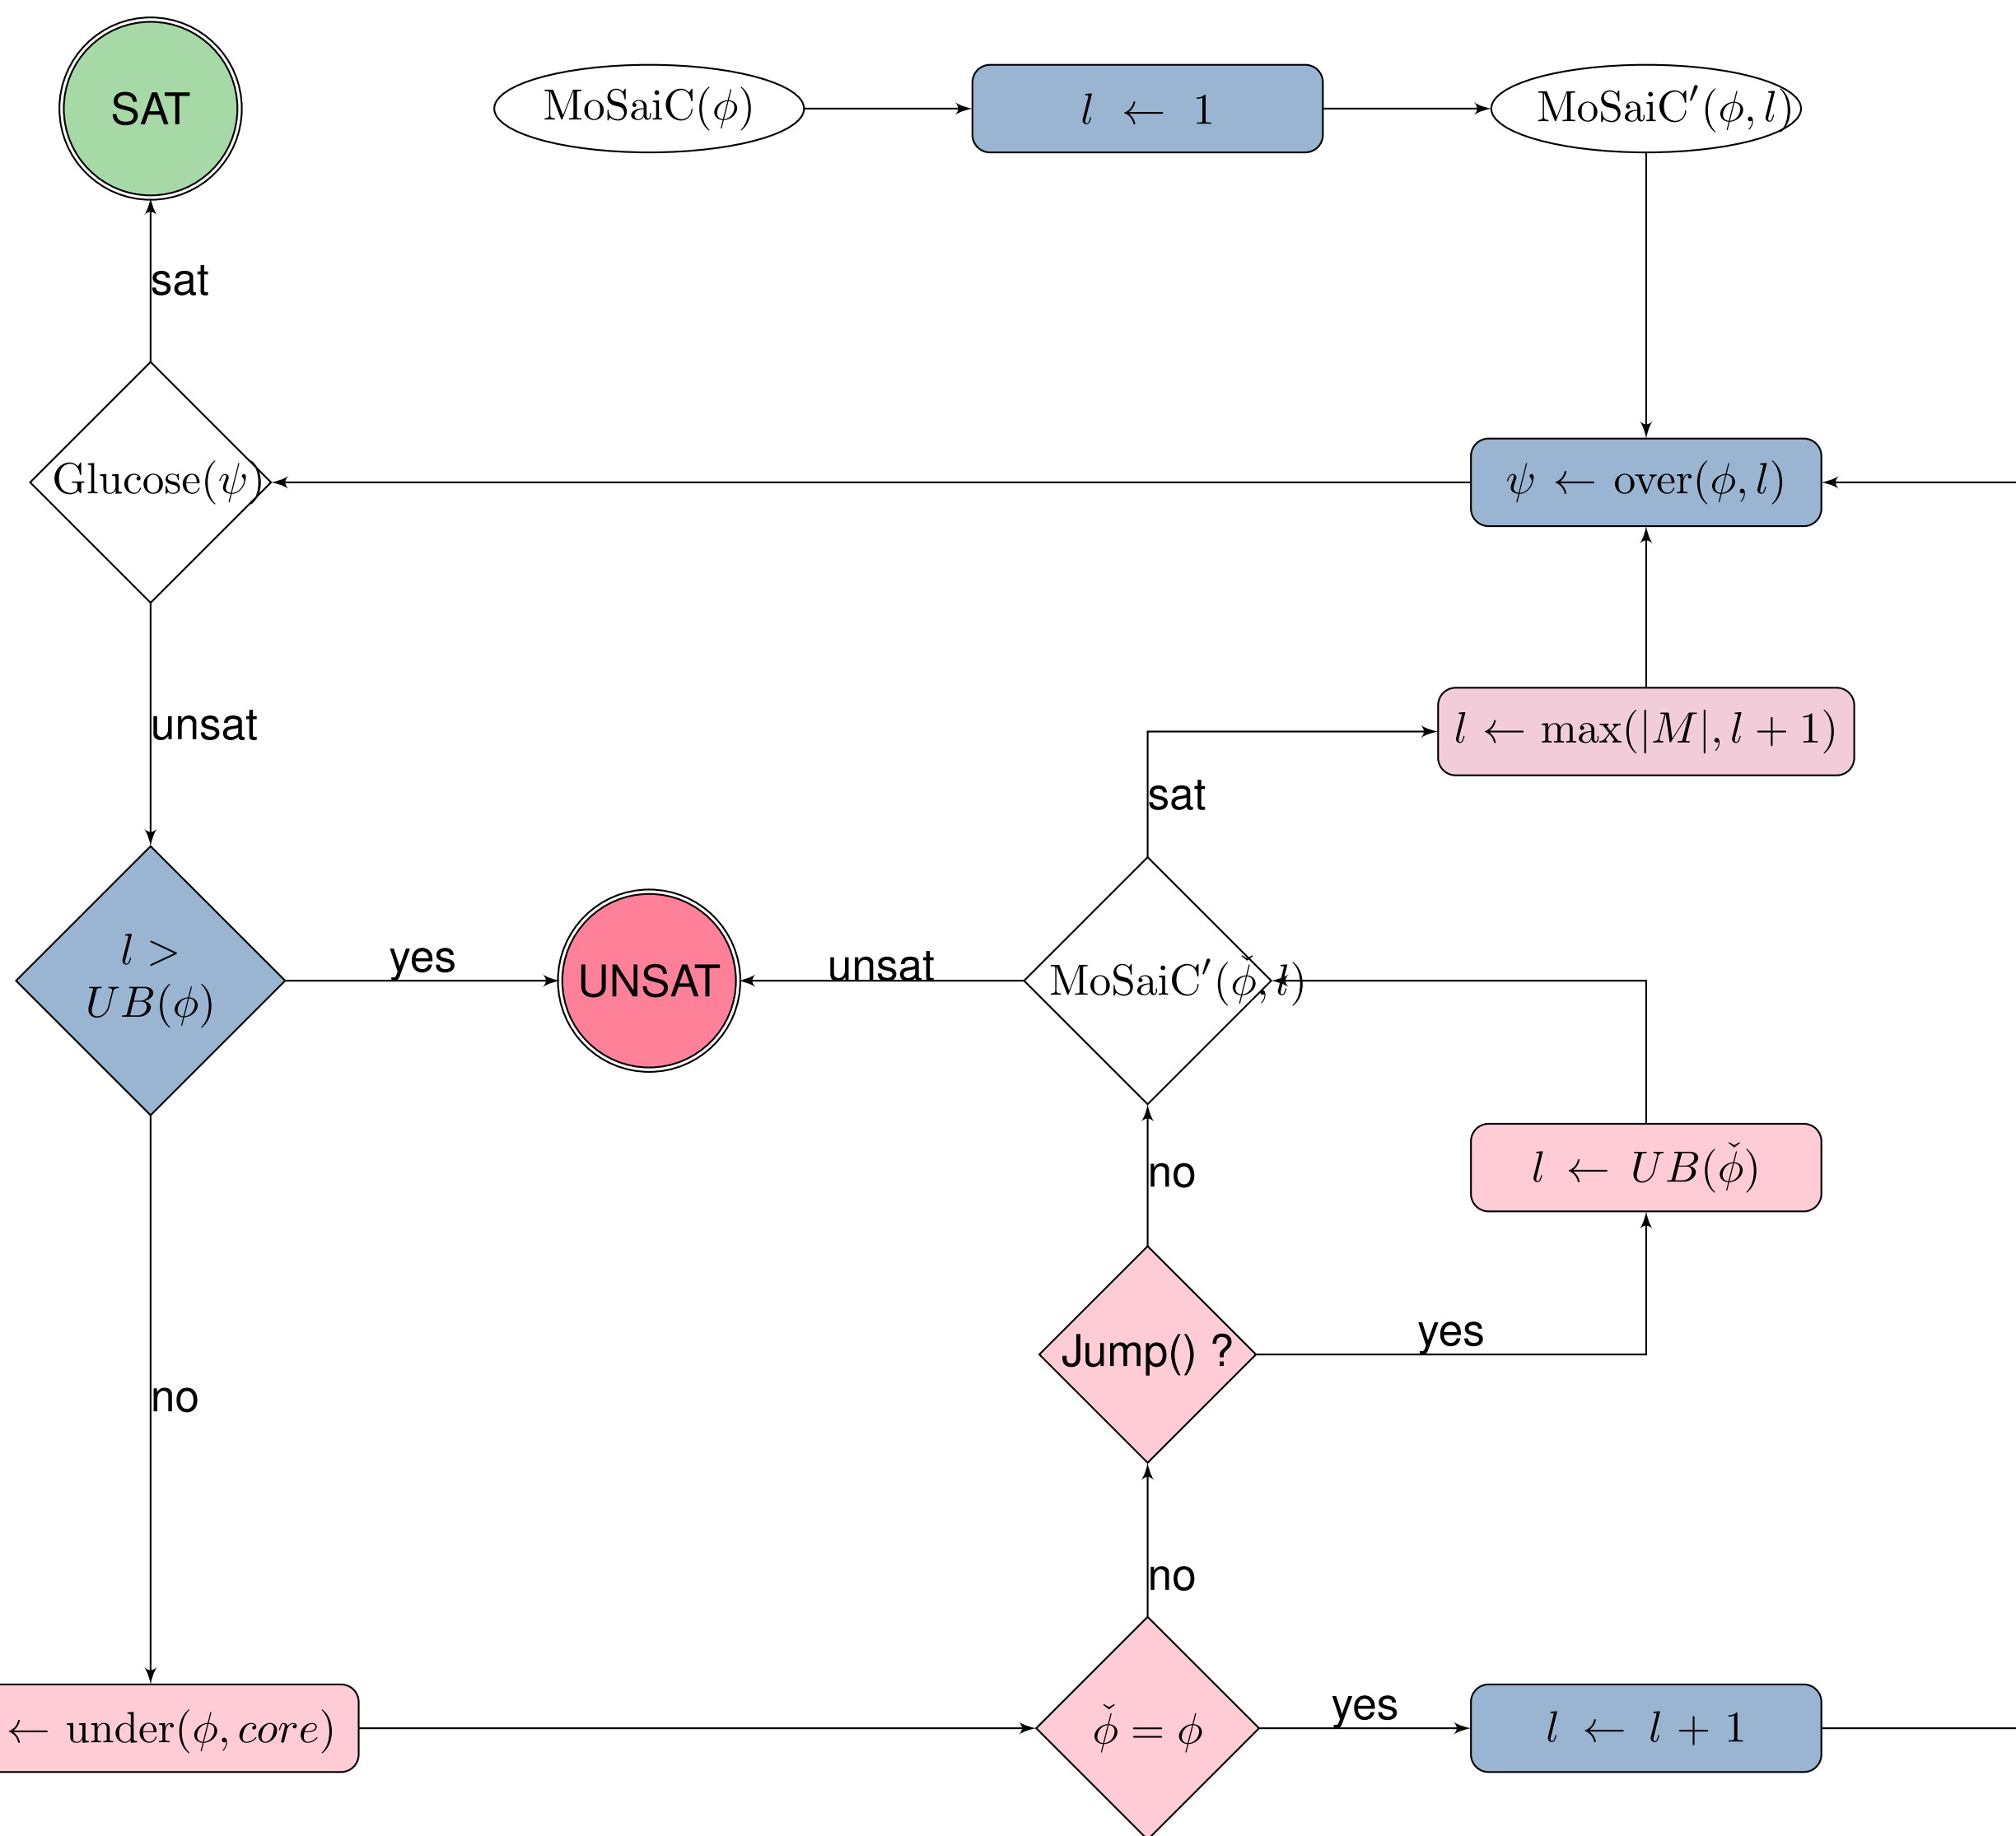 SAT
MoSaiC(ϕ)
l ← 1
MoSaiC′(ϕ, l)
sat
Glucose(ψ)
ψ ← over(ϕ, l)
unsat
l ← max(|M|, l + 1)
sat
l >
UB(ϕ)
yes
UNSAT
unsat
MoSaiC′(ϕ̌, l)
no
l ← UB(ϕ̌)
Jump() ?
yes
no
no
← under(ϕ, core)
ϕ̌ = ϕ
yes
l ← l + 1